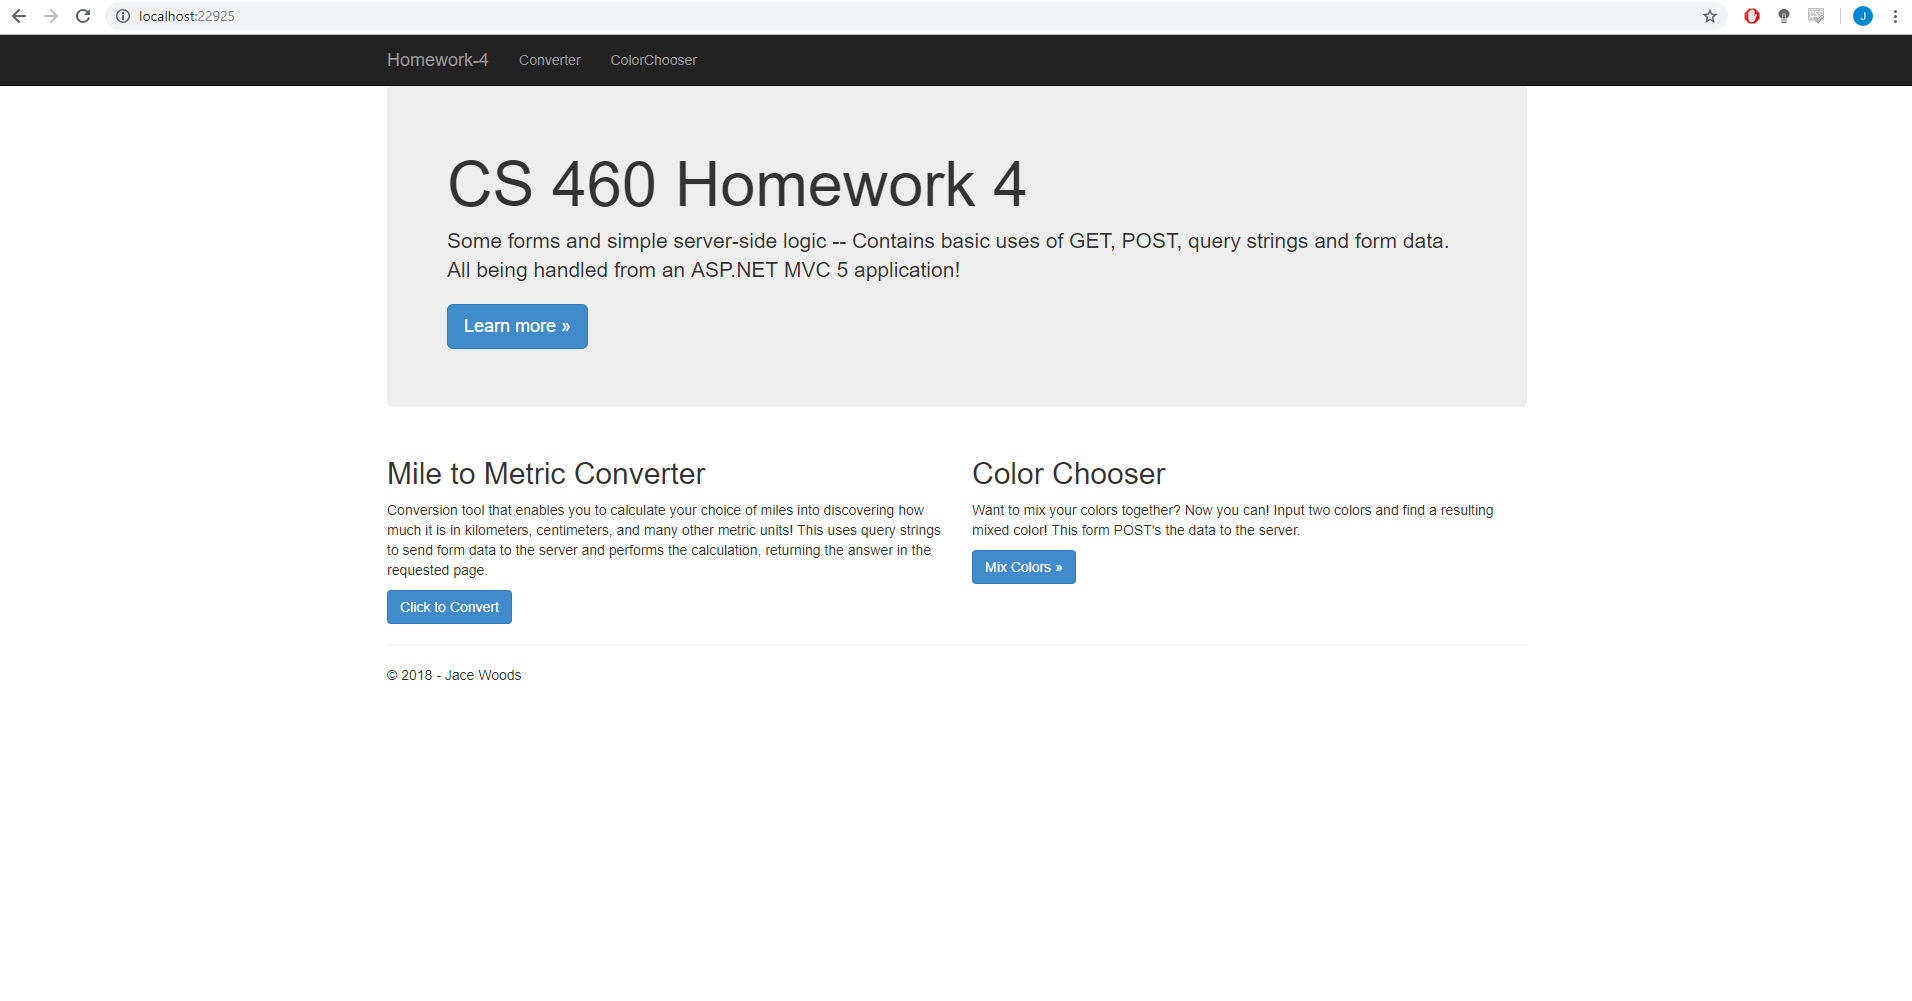 localhost:22925
J
Homework-4 Converter ColorChooser
CS 460 Homework 4
Some forms and simple server-side logic -- Contains basic uses of GET, POST, query strings and form data.
All being handled from an ASP.NET MVC 5 application!
Learn more »
Mile to Metric Converter
Conversion tool that enables you to calculate your choice of miles into discovering how
much it is in kilometers, centimeters, and many other metric units! This uses query strings
to send form data to the server and performs the calculation, returning the answer in the
requested page.
Click to Convert
Color Chooser
Want to mix your colors together? Now you can! Input two colors and find a resulting
mixed color! This form POST's the data to the server.
Mix Colors »
© 2018 - Jace Woods